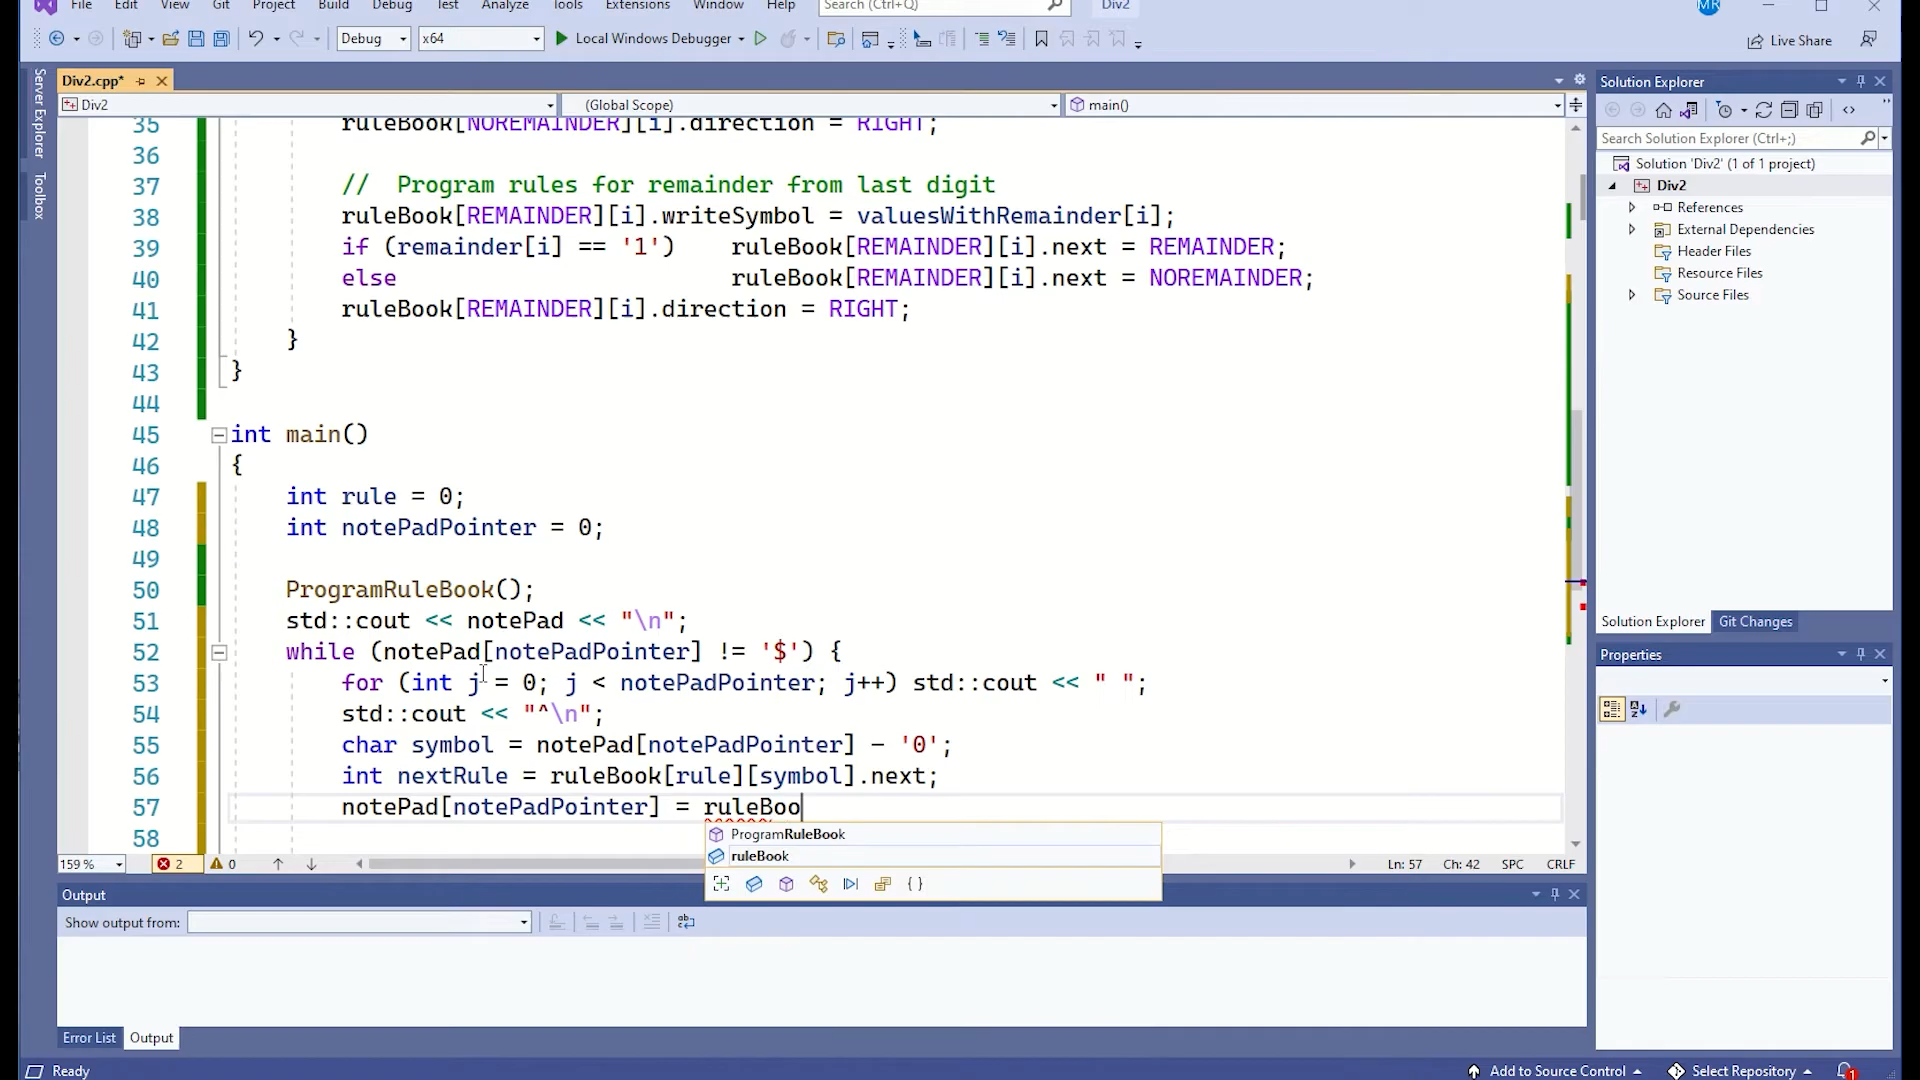 File Edit View Git Project Build Debug Test Analyze Tools Extensions Window Help Search (Ctrl+Q) Div2 MR
Debug x64 Local Windows Debugger Live Share
Server Explorer
Toolbox
Div2.cpp*
Div2 (Global Scope) main()
35 ruleBook[NOREMAINDER][i].direction = RIGHT;
36
37 // Program rules for remainder from last digit
38 ruleBook[REMAINDER][i].writeSymbol = valuesWithRemainder[i];
39 if (remainder[i] == '1') ruleBook[REMAINDER][i].next = REMAINDER;
40 else ruleBook[REMAINDER][i].next = NOREMAINDER;
41 ruleBook[REMAINDER][i].direction = RIGHT;
42 }
43 }
44
45 int main()
46 {
47 int rule = 0;
48 int notePadPointer = 0;
49
50 ProgramRuleBook();
51 std::cout << notePad << "\n";
52 while (notePad[notePadPointer] != '$') {
53 for (int j = 0; j < notePadPointer; j++) std::cout << " ";
54 std::cout << "^\n";
55 char symbol = notePad[notePadPointer] - '0';
56 int nextRule = ruleBook[rule][symbol].next;
57 notePad[notePadPointer] = ruleBoo
58
ProgramRuleBook
ruleBook
159 % 2 0 Ln: 57 Ch: 42 SPC CRLF
Output
Show output from:
Error List Output
Solution Explorer
Search Solution Explorer (Ctrl+;)
Solution 'Div2' (1 of 1 project)
Div2
References
External Dependencies
Header Files
Resource Files
Source Files
Solution Explorer Git Changes
Properties
Ready Add to Source Control Select Repository 1